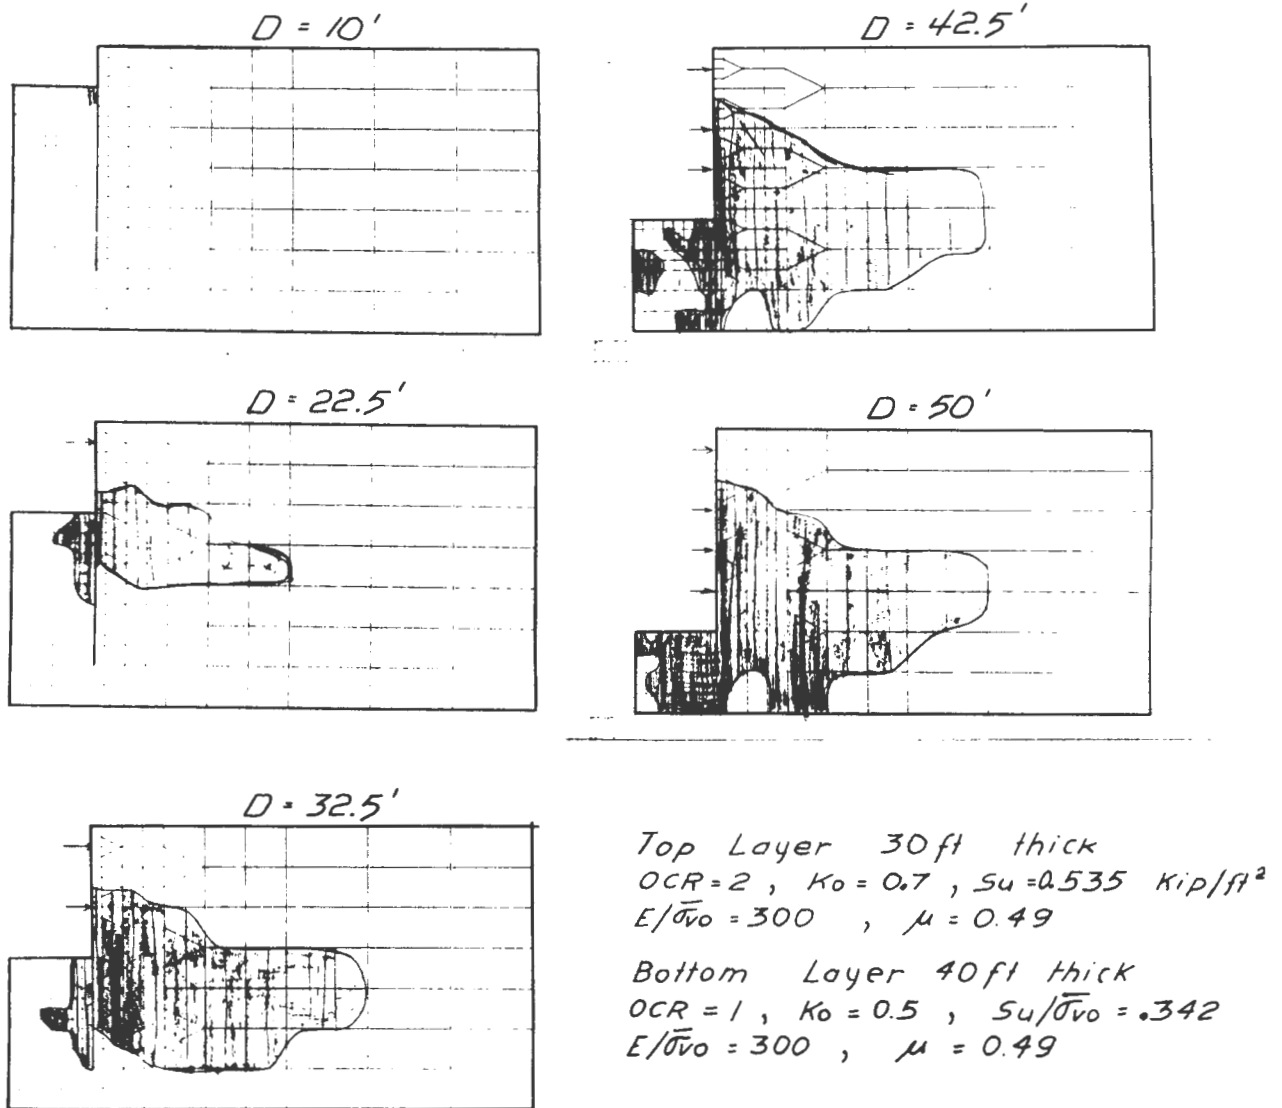 D = 10'
D = 42.5'
D = 22.5'
D = 50'
D = 32.5'
Top Layer 30 ft thick
OCR = 2 , Ko = 0.7 , Su = 0.535 Kip/ft²
E/σ̄vo = 300 , μ = 0.49
Bottom Layer 40 ft thick
OCR = 1 , Ko = 0.5 , Su/σ̄vo = .342
E/σ̄vo = 300 , μ = 0.49